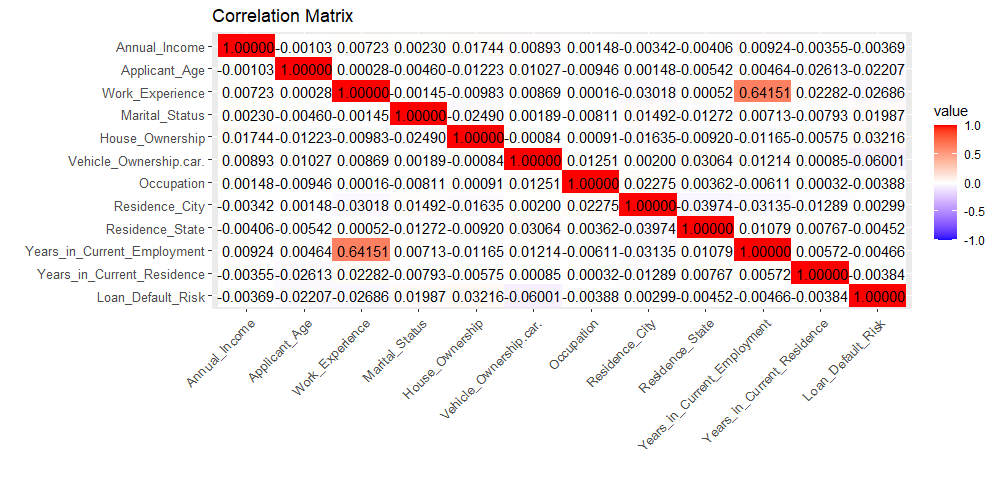 Correlation Matrix
Annual_Income 1.00000 -0.00103 0.00723 0.00230 0.01744 0.00893 0.00148 -0.00342 -0.00406 0.00924 -0.00355 -0.00369
Applicant_Age -0.00103 1.00000 0.00028 -0.00460 -0.01223 0.01027 -0.00946 0.00148 -0.00542 0.00464 -0.02613 -0.02207
Work_Experience 0.00723 0.00028 1.00000 -0.00145 -0.00983 0.00869 0.00016 -0.03018 0.00052 0.64151 0.02282 -0.02686
Marital_Status 0.00230 -0.00460 -0.00145 1.00000 -0.02490 0.00189 -0.00811 0.01492 -0.01272 0.00713 -0.00793 0.01987
House_Ownership 0.01744 -0.01223 -0.00983 -0.02490 1.00000 -0.00084 0.00091 -0.01635 -0.00920 -0.01165 -0.00575 0.03216
Vehicle_Ownership.car. 0.00893 0.01027 0.00869 0.00189 -0.00084 1.00000 0.01251 0.00200 0.03064 0.01214 0.00085 -0.06001
Occupation 0.00148 -0.00946 0.00016 -0.00811 0.00091 0.01251 1.00000 0.02275 0.00362 -0.00611 0.00032 -0.00388
Residence_City -0.00342 0.00148 -0.03018 0.01492 -0.01635 0.00200 0.02275 1.00000 -0.03974 -0.03135 -0.01289 0.00299
Residence_State -0.00406 -0.00542 0.00052 -0.01272 -0.00920 0.03064 0.00362 -0.03974 1.00000 0.01079 0.00767 -0.00452
Years_in_Current_Employment 0.00924 0.00464 0.64151 0.00713 -0.01165 0.01214 -0.00611 -0.03135 0.01079 1.00000 0.00572 -0.00466
Years_in_Current_Residence -0.00355 -0.02613 0.02282 -0.00793 -0.00575 0.00085 0.00032 -0.01289 0.00767 0.00572 1.00000 -0.00384
Loan_Default_Risk -0.00369 -0.02207 -0.02686 0.01987 0.03216 -0.06001 -0.00388 0.00299 -0.00452 -0.00466 -0.00384 1.00000
Annual_Income
Applicant_Age
Work_Experience
Marital_Status
House_Ownership
Vehicle_Ownership.car.
Occupation
Residence_City
Residence_State
Years_in_Current_Employment
Years_in_Current_Residence
Loan_Default_Risk
value
1.0
0.5
0.0
-0.5
-1.0